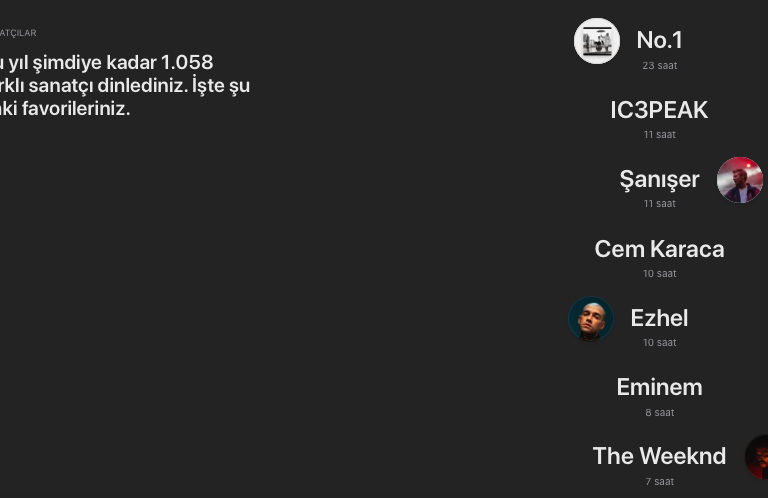 ATÇILAR
yıl şimdiye kadar 1.058
rklı sanatçı dinlediniz. İşte şu
ki favorileriniz.
No.1
23 saat
IC3PEAK
11 saat
Şanışer
11 saat
Cem Karaca
10 saat
Ezhel
10 saat
Eminem
8 saat
The Weeknd
7 saat